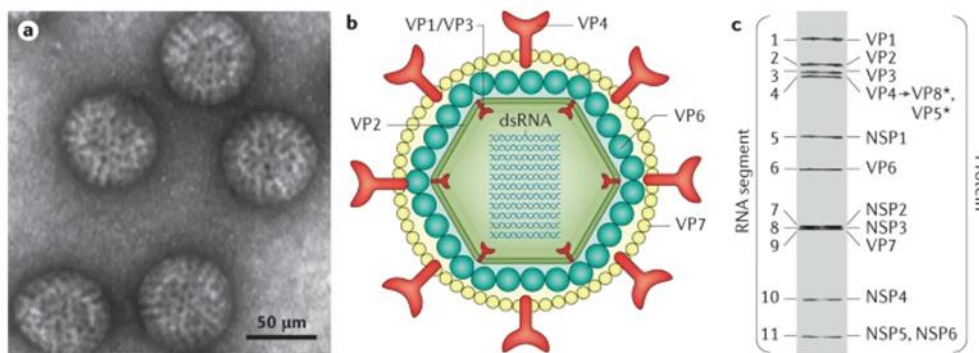 a
50 μm
b
VP1/VP3
VP4
dsRNA
VP2
VP6
VP7
c
RNA segment
1 VP1
2 VP2
3 VP3
4 VP4→VP8*,
VP5*
5 NSP1
6 VP6
7 NSP2
8 NSP3
9 VP7
10 NSP4
11 NSP5, NSP6